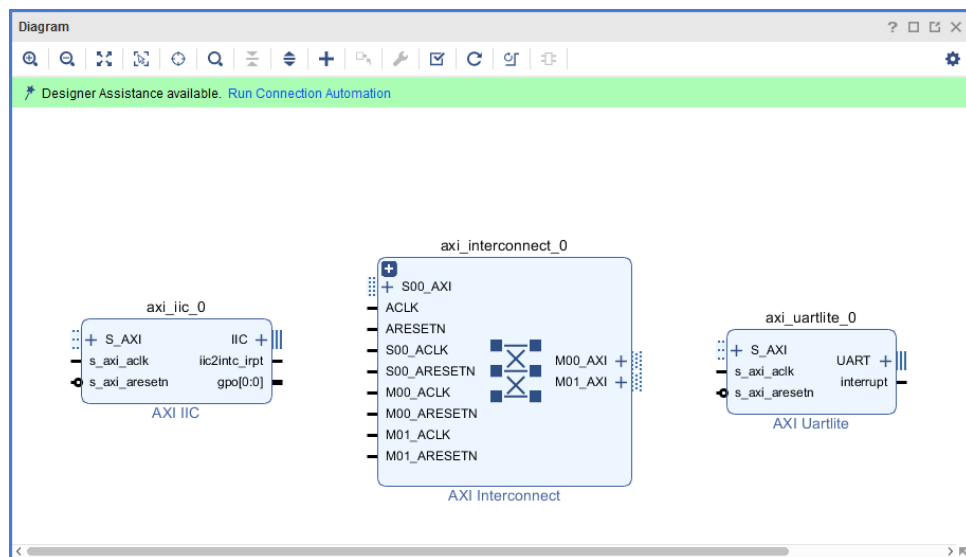 Diagram
Designer Assistance available. Run Connection Automation
axi_iic_0
S_AXI
s_axi_aclk
s_axi_aresetn
IIC
iic2intc_irpt
gpo[0:0]
AXI IIC
axi_interconnect_0
S00_AXI
ACLK
ARESETN
S00_ACLK
S00_ARESETN
M00_ACLK
M00_ARESETN
M01_ACLK
M01_ARESETN
M00_AXI
M01_AXI
AXI Interconnect
axi_uartlite_0
S_AXI
s_axi_aclk
s_axi_aresetn
UART
interrupt
AXI Uartlite